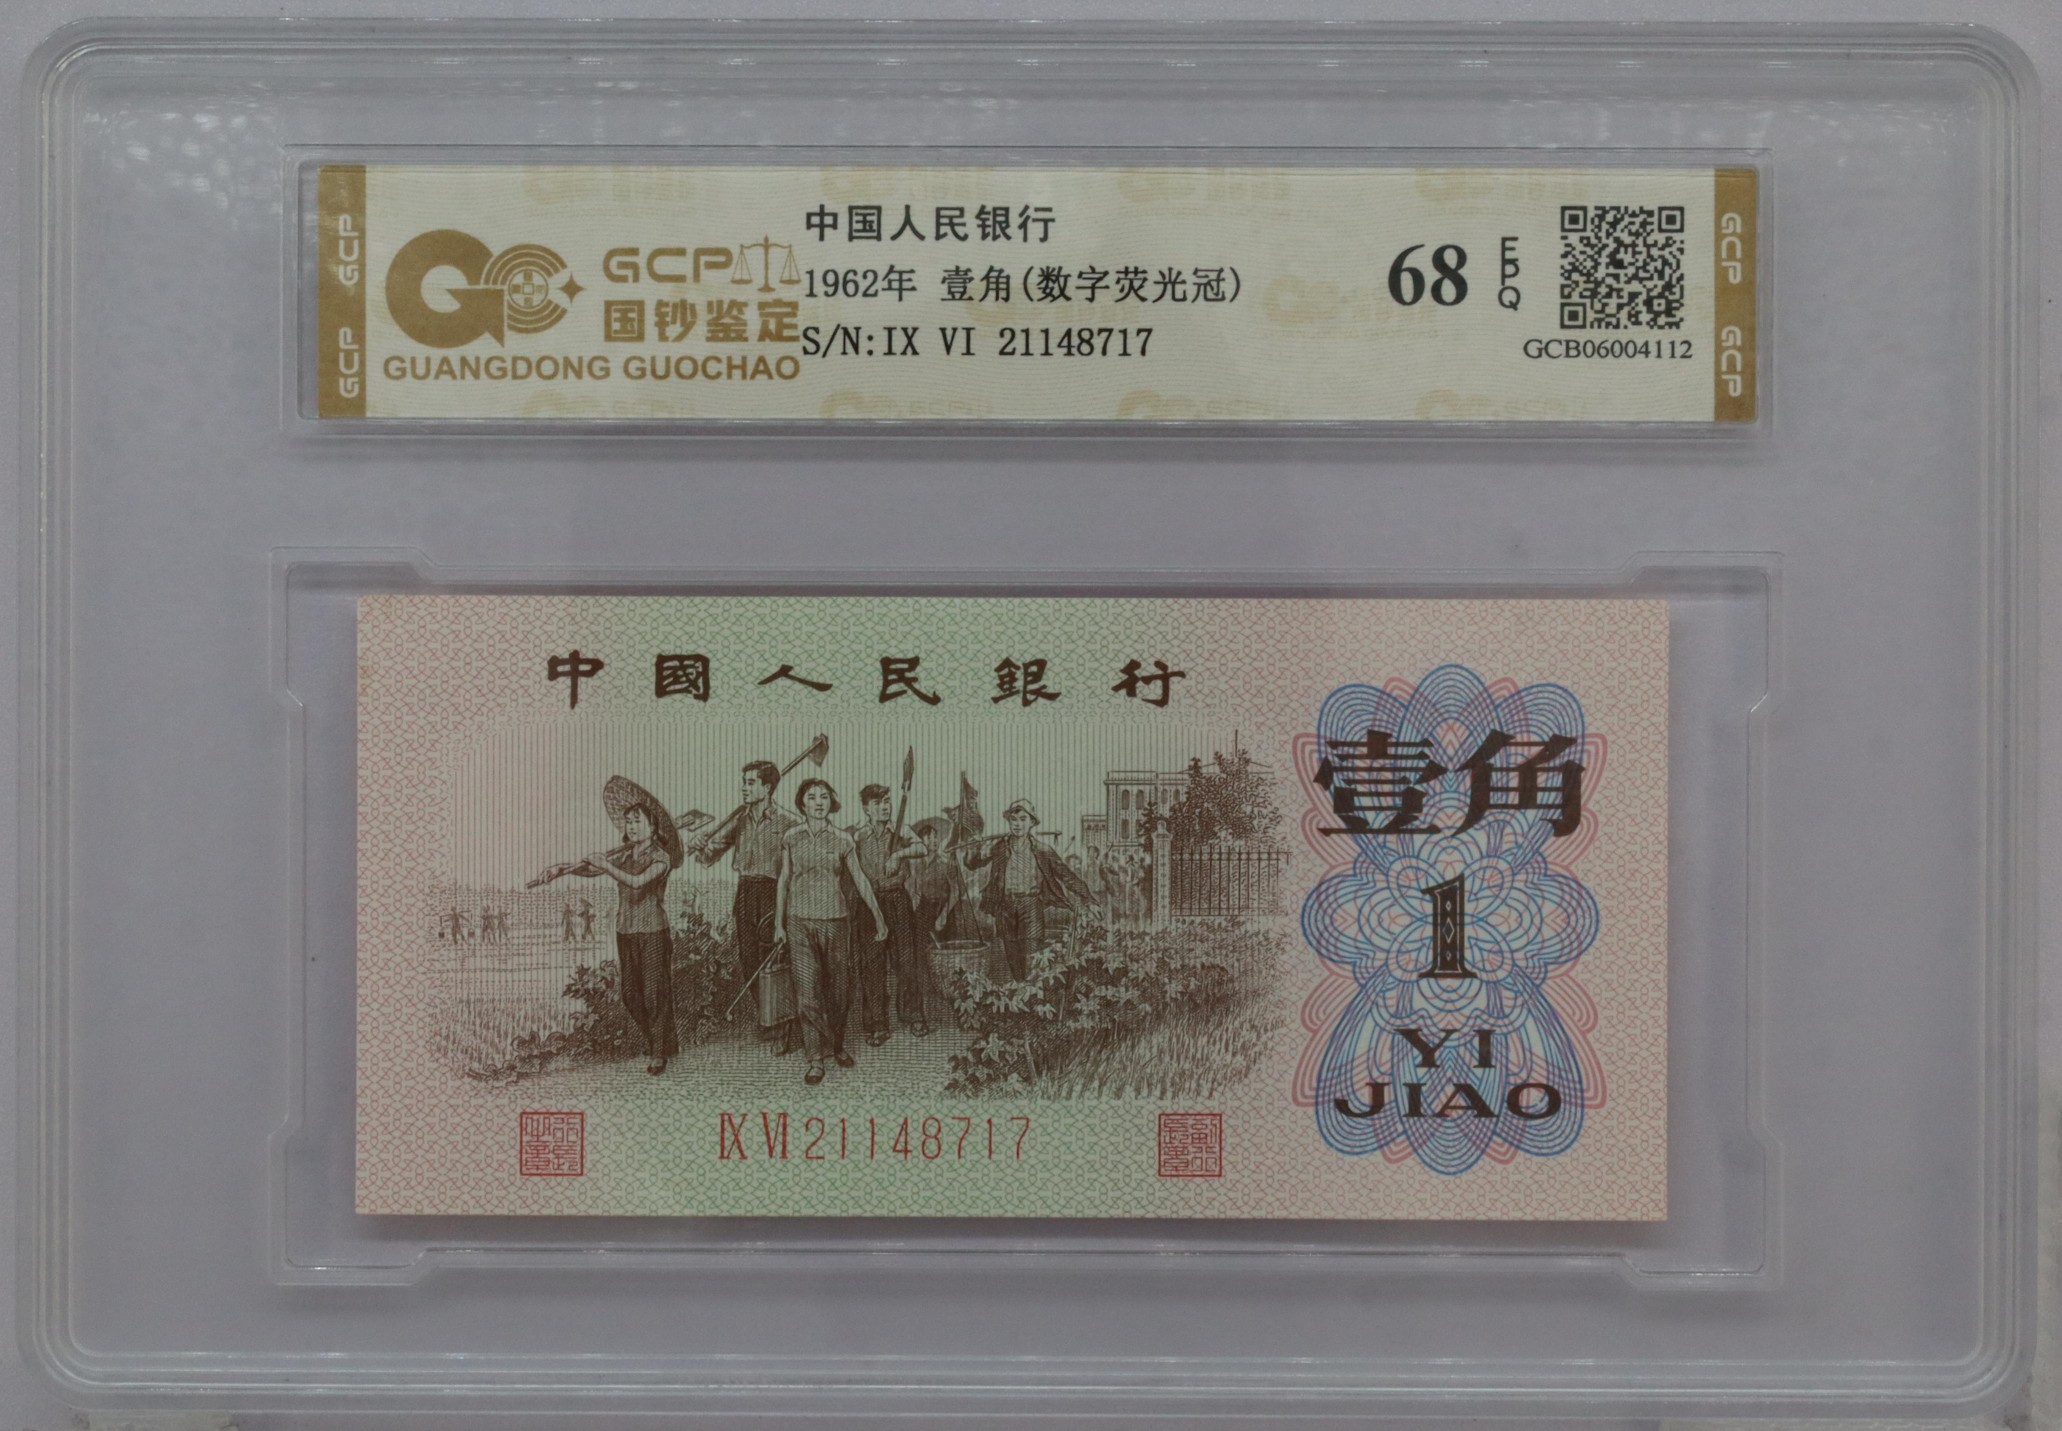 GCP
GCP
GCP
国钞鉴定
GUANGDONG GUOCHAO
中国人民银行
1962年 壹角(数字荧光冠)
S/N:IX VI 21148717
68
EPQ
GCB06004112
GCP
GCP
中國人民銀行
壹角
1
YI
JIAO
IX VI 21148717